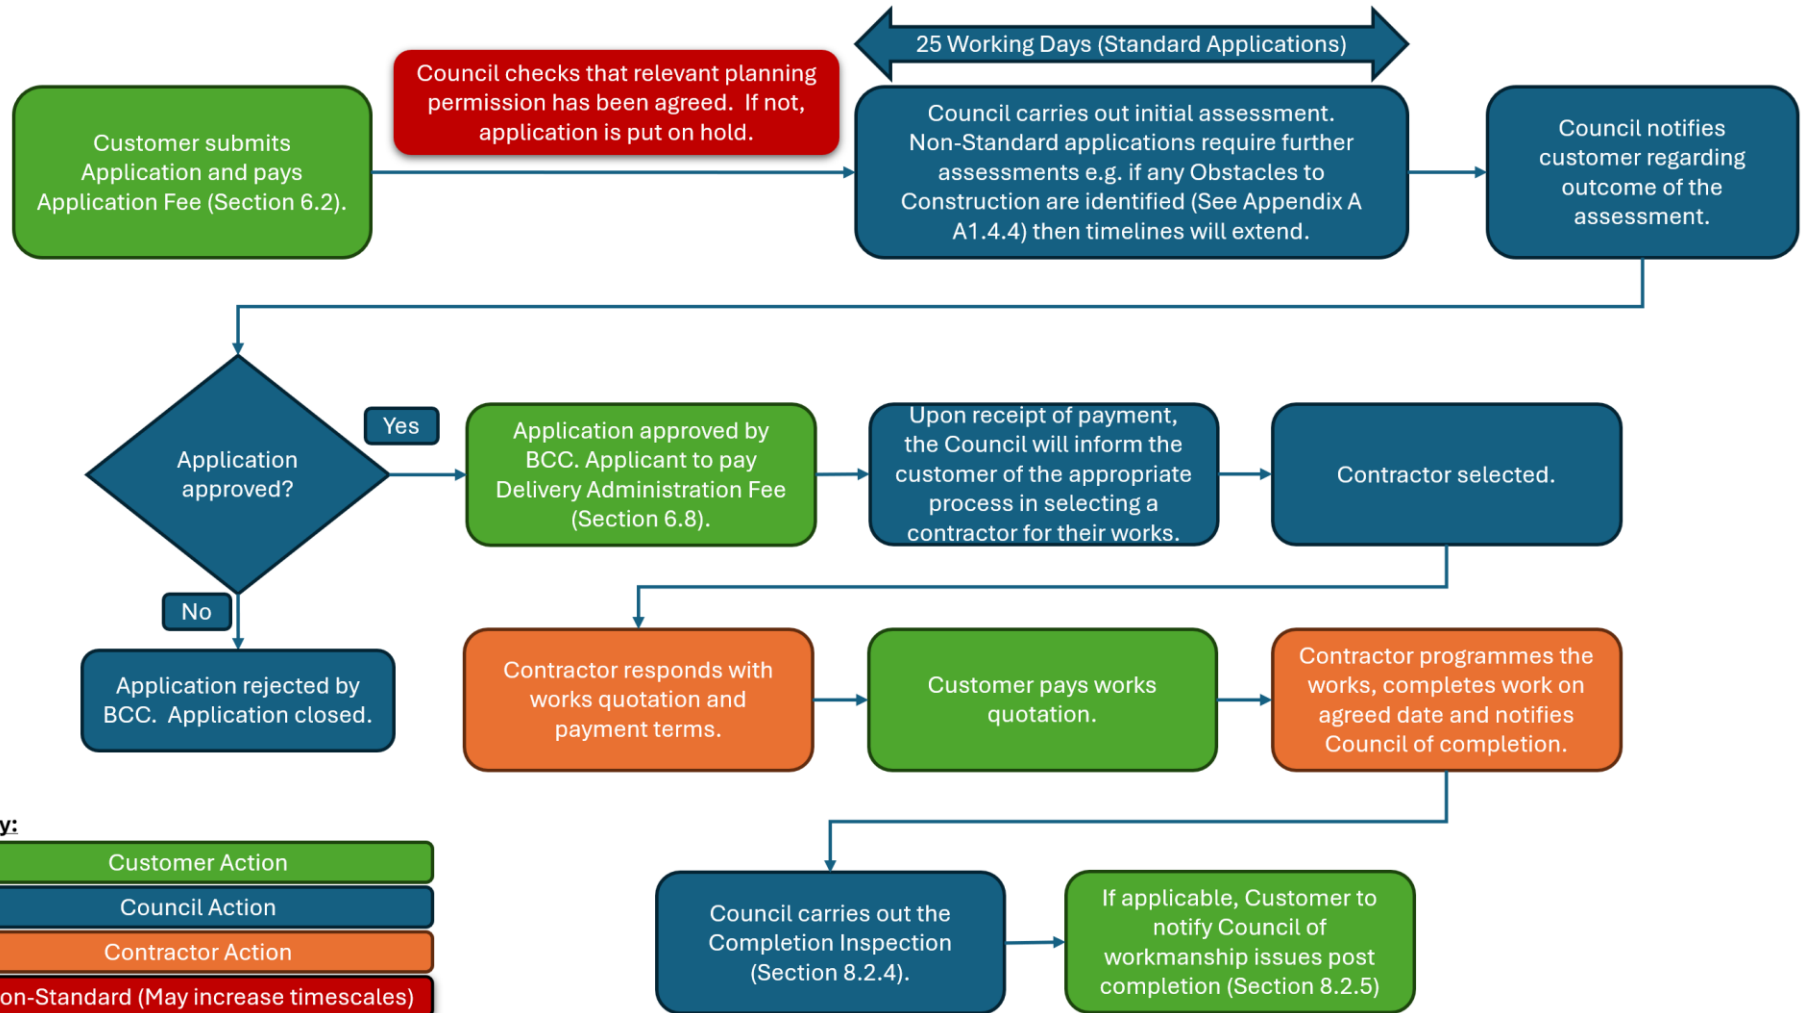 25 Working Days (Standard Applications)
Council checks that relevant planning
permission has been agreed. If not,
application is put on hold.
Customer submits
Application and pays
Application Fee (Section 6.2).
Council carries out initial assessment.
Non-Standard applications require further
assessments e.g. if any Obstacles to
Construction are identified (See Appendix A
A1.4.4) then timelines will extend.
Council notifies
customer regarding
outcome of the
assessment.
Application
approved?
Yes
Application approved by
BCC. Applicant to pay
Delivery Administration Fee
(Section 6.8).
Upon receipt of payment,
the Council will inform the
customer of the appropriate
process in selecting a
contractor for their works.
Contractor selected.
No
Application rejected by
BCC. Application closed.
Contractor responds with
works quotation and
payment terms.
Customer pays works
quotation.
Contractor programmes the
works, completes work on
agreed date and notifies
Council of completion.
y:
Customer Action
Council Action
Contractor Action
on-Standard (May increase timescales)
Council carries out the
Completion Inspection
(Section 8.2.4).
If applicable, Customer to
notify Council of
workmanship issues post
completion (Section 8.2.5)